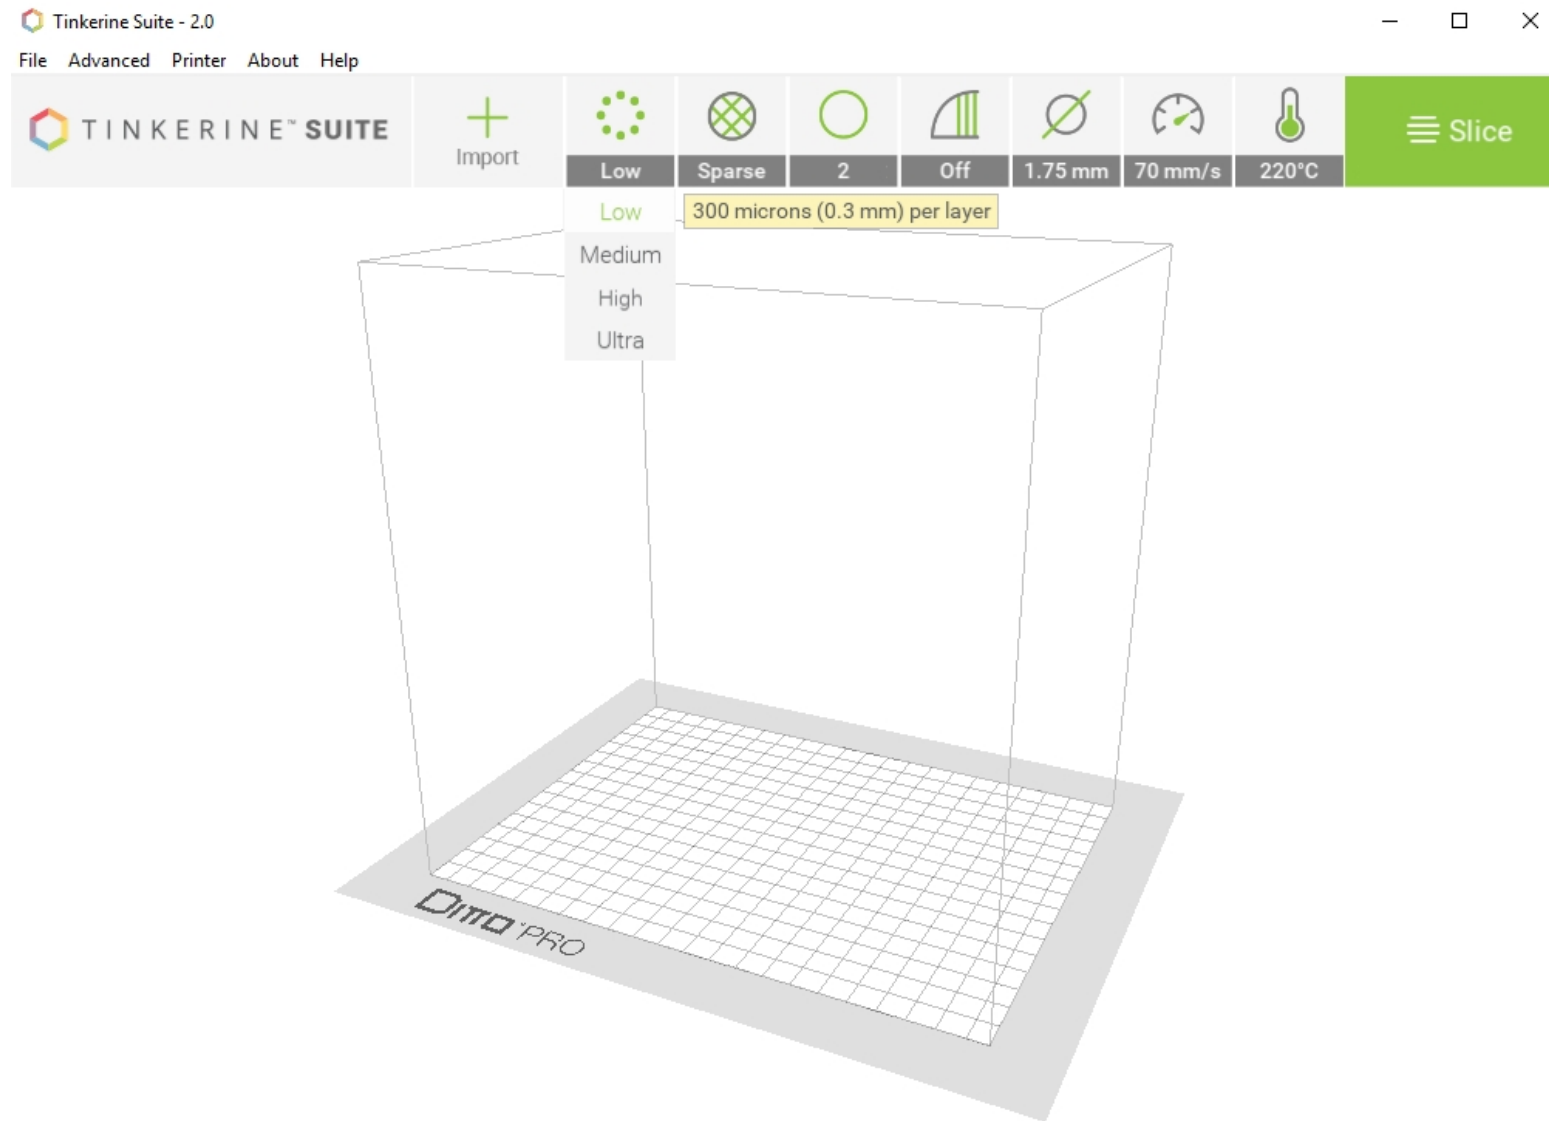 Tinkerine Suite - 2.0
File Advanced Printer About Help
TINKERINE™ SUITE
Import
Slice
Low Sparse 2 Off 1.75 mm 70 mm/s 220°C
Low
300 microns (0.3 mm) per layer
Medium
High
Ultra
DITTO PRO